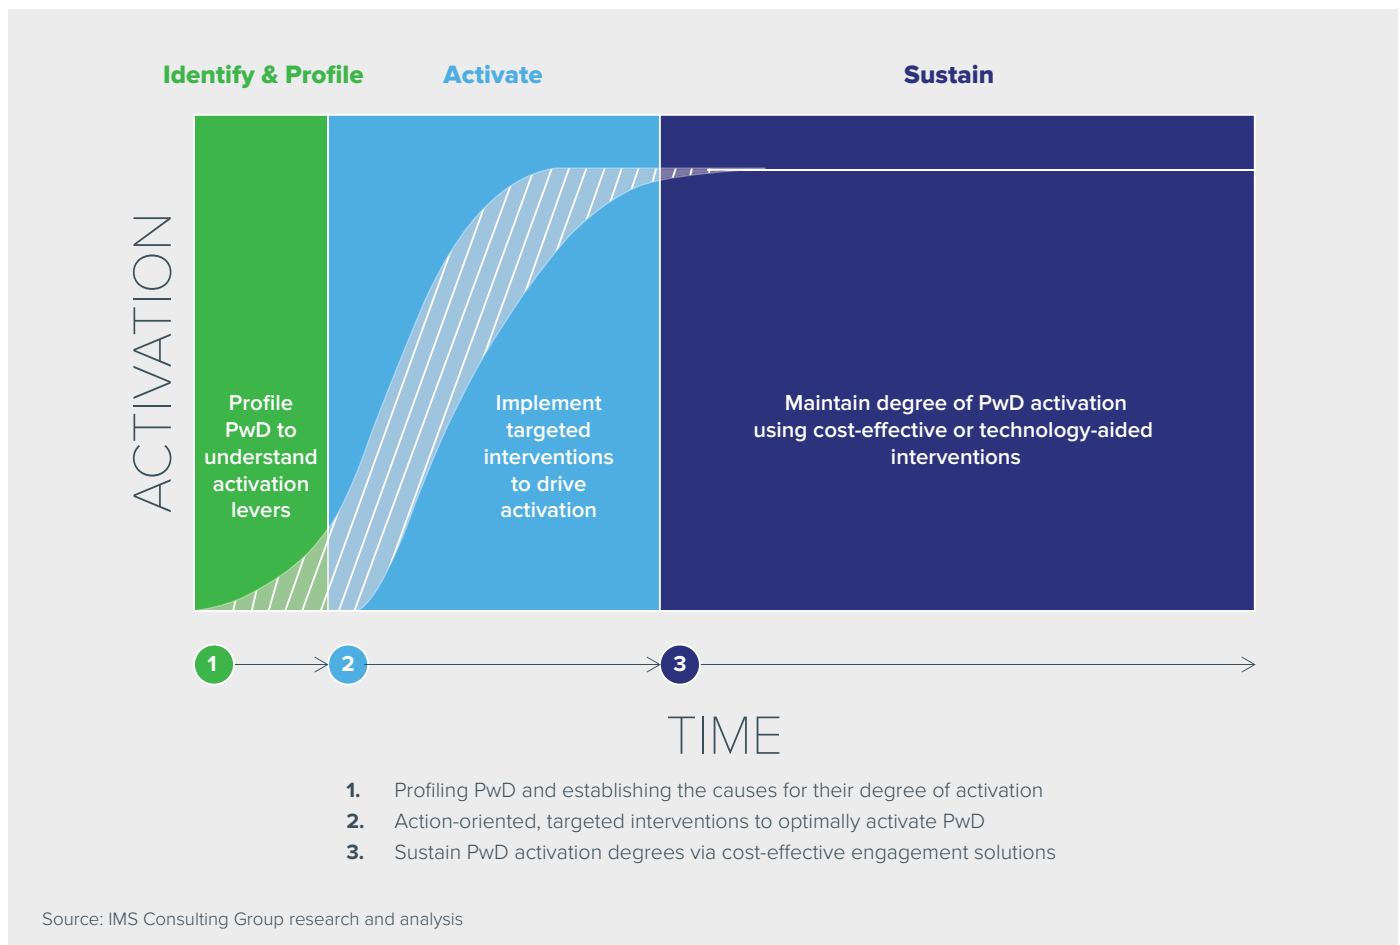 Identify & Profile
Activate
Sustain
ACTIVATION
Profile
PwD to
understand
activation
levers
Implement
targeted
interventions
to drive
activation
Maintain degree of PwD activation
using cost-effective or technology-aided
interventions
1
2
3
TIME
1. Profiling PwD and establishing the causes for their degree of activation
2. Action-oriented, targeted interventions to optimally activate PwD
3. Sustain PwD activation degrees via cost-effective engagement solutions
Source: IMS Consulting Group research and analysis